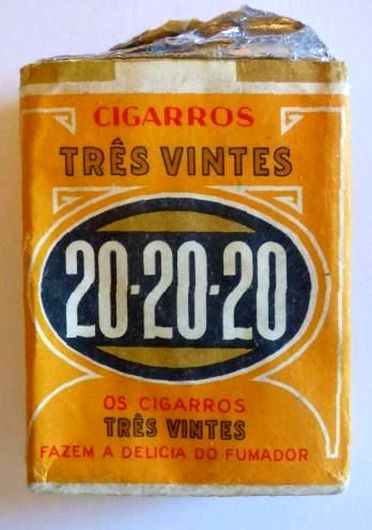 CIGARROS
TRÊS VINTES
20-20-20
OS CIGARROS
TRÊS VINTES
FAZEM A DELICIA DO FUMADOR